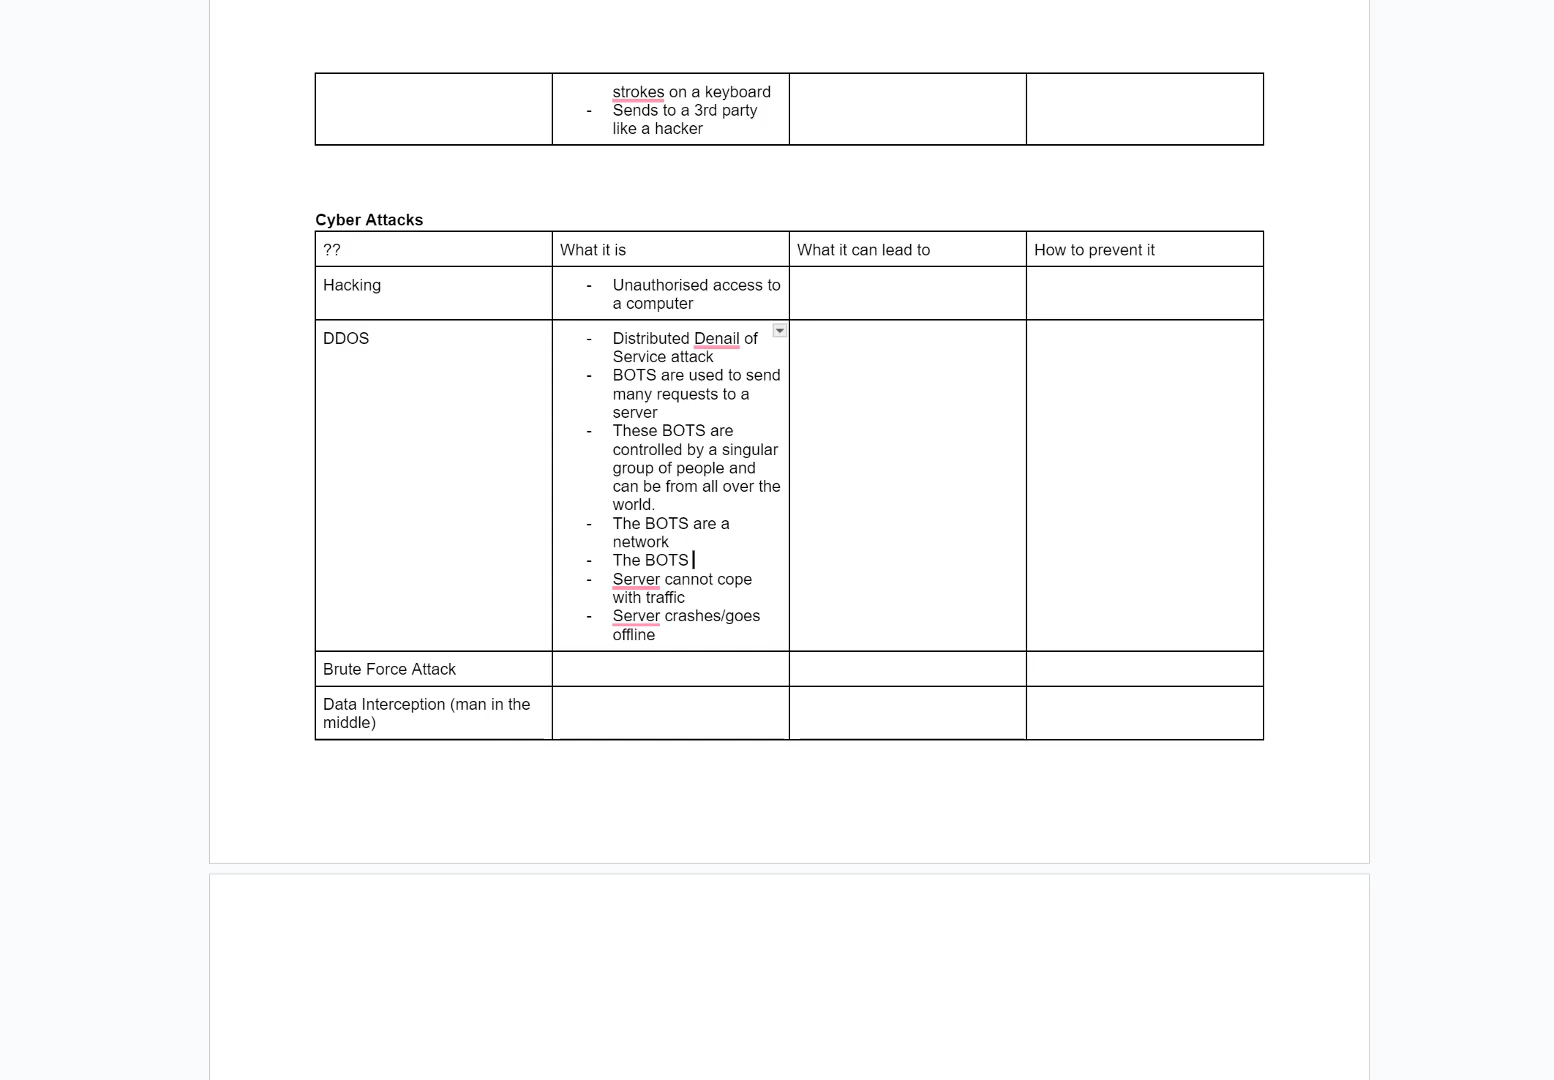 strokes on a keyboard
- Sends to a 3rd party
like a hacker
Cyber Attacks
?? What it is What it can lead to How to prevent it
Hacking - Unauthorised access to
a computer
DDOS - Distributed Denail of
Service attack
- BOTS are used to send
many requests to a
server
- These BOTS are
controlled by a singular
group of people and
can be from all over the
world.
- The BOTS are a
network
- The BOTS
- Server cannot cope
with traffic
- Server crashes/goes
offline
Brute Force Attack
Data Interception (man in the
middle)